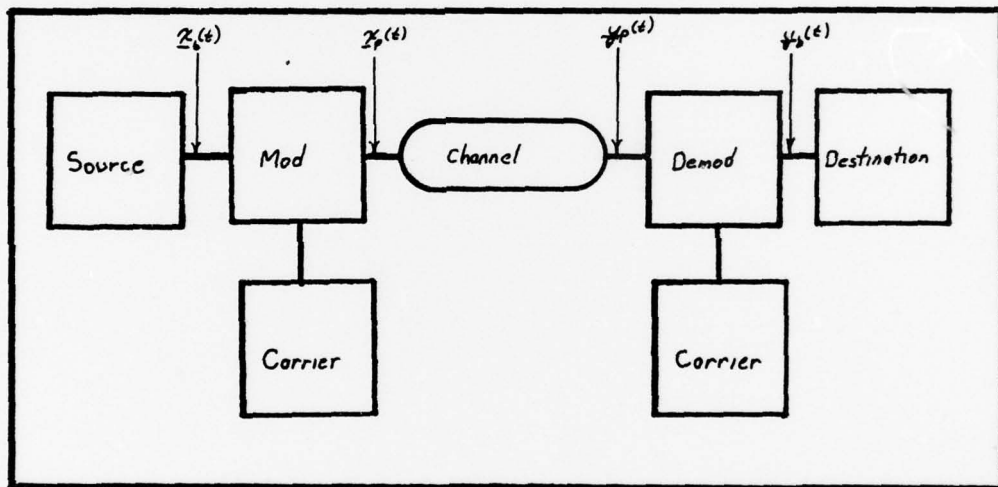 x_b(t) x_p(t) y_p(t) y_b(t)
Source Mod Channel Demod Destination
Carrier Carrier